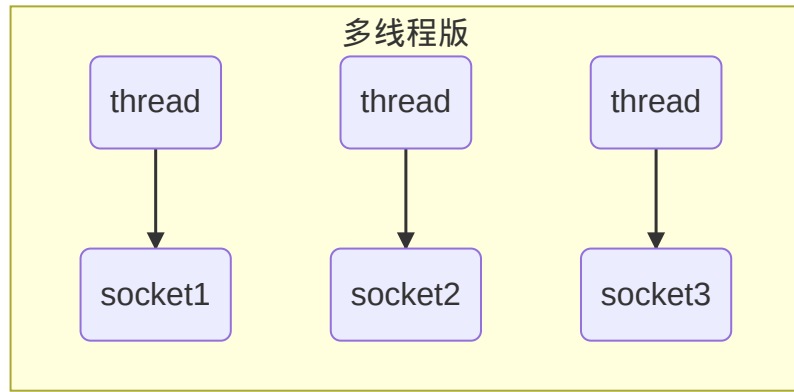 多线程版
thread thread thread
socket1 socket2 socket3